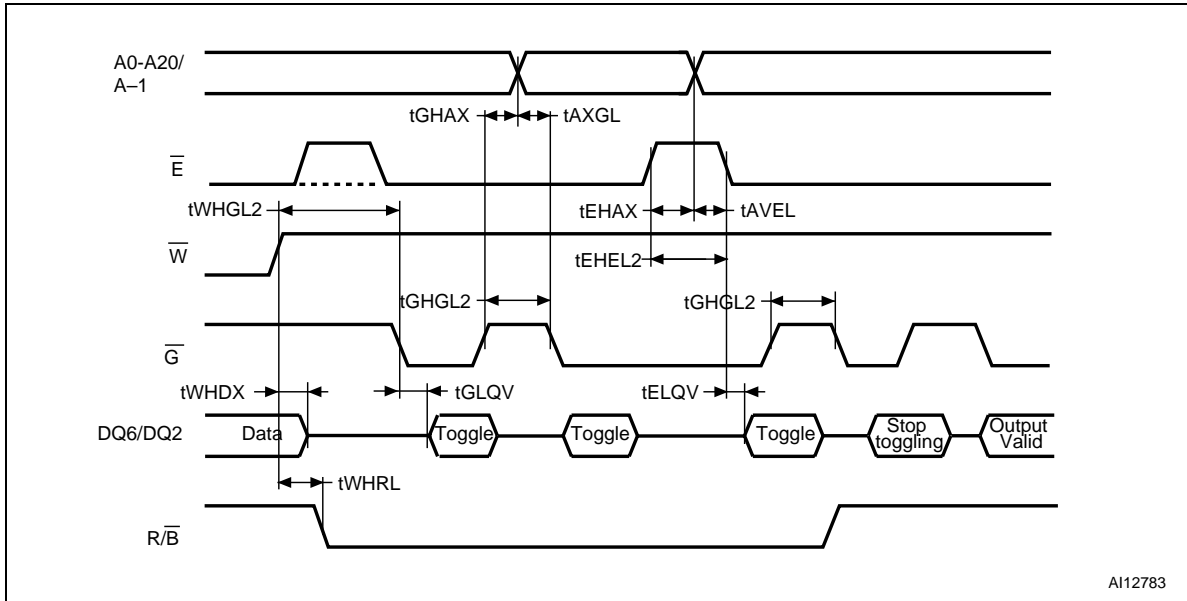 A0-A20/
A–1
tGHAX
tAXGL
E̅
tWHGL2
tEHAX
tAVEL
W̅
tEHEL2
tGHGL2
tGHGL2
G̅
tWHDX
tGLQV
tELQV
DQ6/DQ2
Data
Toggle
Toggle
Toggle
Stop
toggling
Output
Valid
tWHRL
R/B̅
AI12783